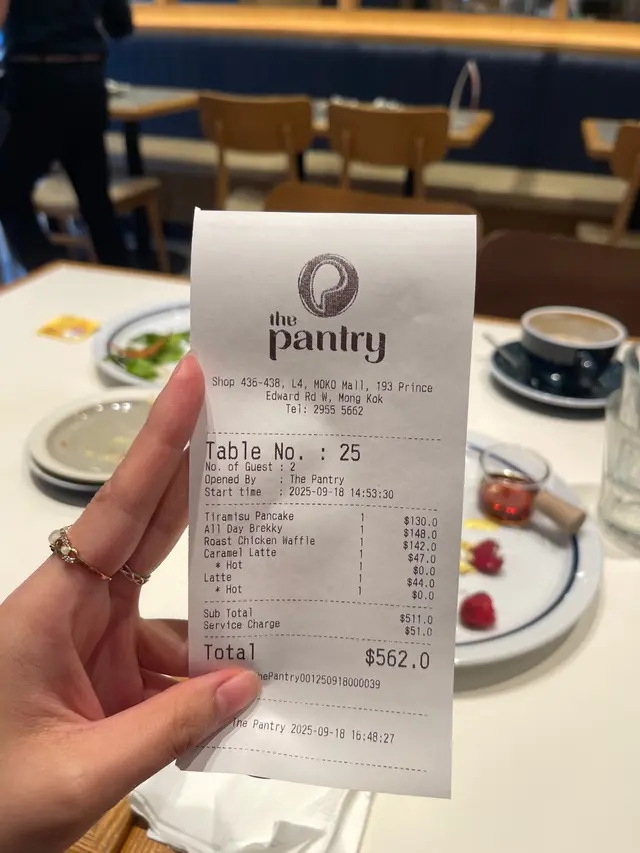 the
pantry
Shop 436-438, L4, MOKO Mall, 193 Prince
Edward Rd W, Mong Kok
Tel: 2955 5662
Table No. : 25
No. of Guest : 2
Opened By : The Pantry
Start time : 2025-09-18 14:53:30
Tiramisu Pancake 1 $130.0
All Day Brekky 1 $148.0
Roast Chicken Waffle 1 $142.0
Caramel Latte 1 $47.0
* Hot 1 $0.0
Latte 1 $44.0
* Hot 1 $0.0
Sub Total $511.0
Service Charge $51.0
Total $562.0
hePantry001250918000039
The Pantry 2025-09-18 16:48:27